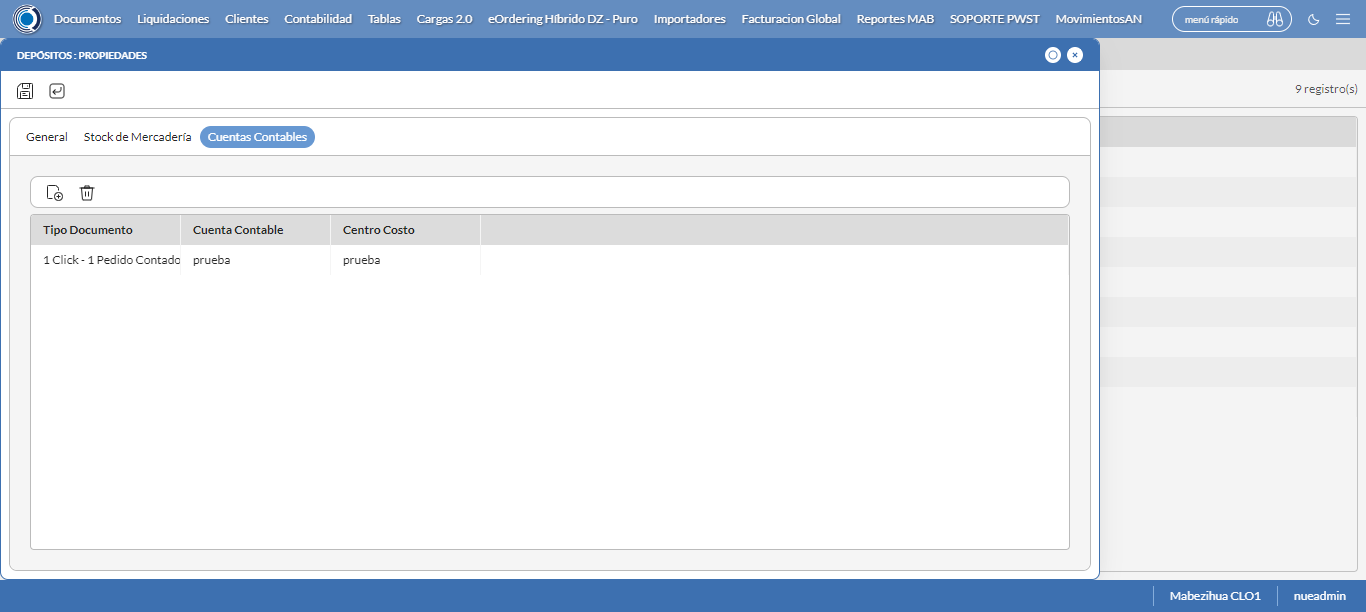 Documentos Liquidaciones Clientes Contabilidad Tablas Cargas 2.0 eOrdering Híbrido DZ - Puro Importadores Facturacion Global Reportes MAB SOPORTE PWST MovimientosAN menú rápido
DEPÓSITOS : PROPIEDADES
9 registro(s)
General Stock de Mercadería Cuentas Contables
Tipo Documento Cuenta Contable Centro Costo
1 Click - 1 Pedido Contado prueba prueba
Mabezihua CLO1 nueadmin